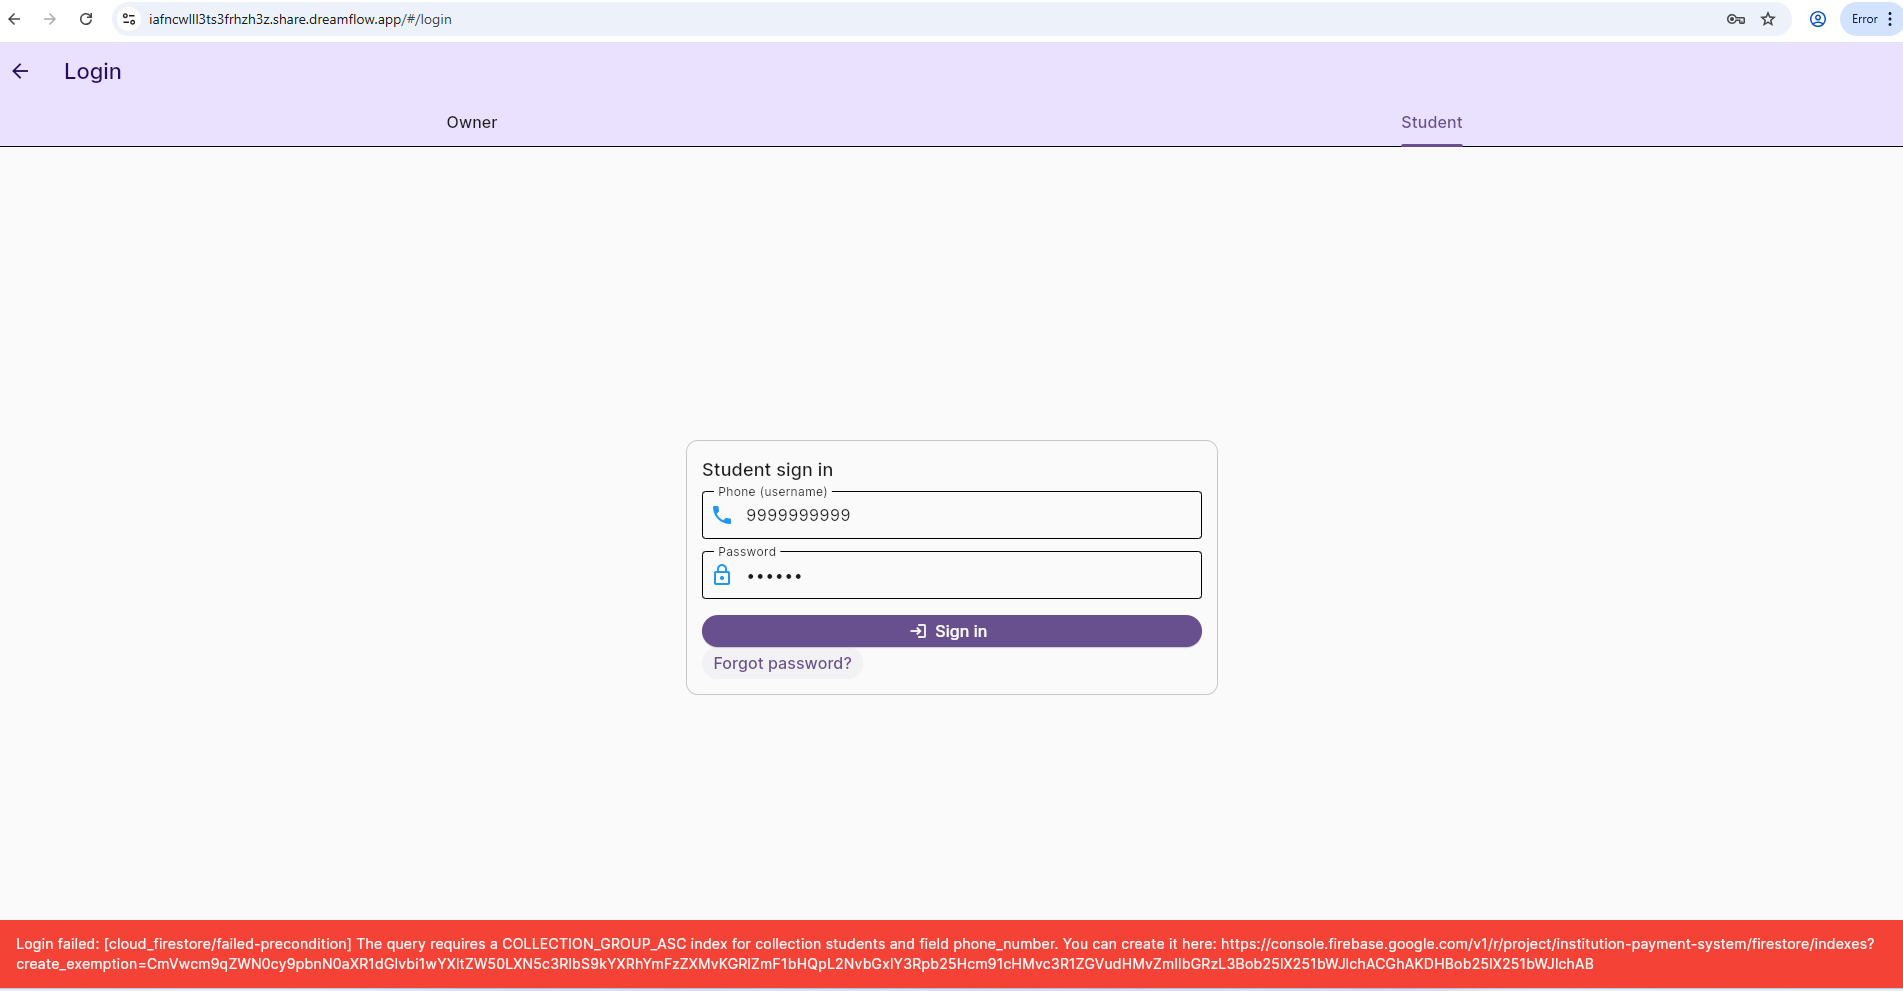 iafncwlll3ts3frhzh3z.share.dreamflow.app/#/login
Error
Login
Owner
Student
Student sign in
Phone (username)
9999999999
Password
Sign in
Forgot password?
Login failed: [cloud_firestore/failed-precondition] The query requires a COLLECTION_GROUP_ASC index for collection students and field phone_number. You can create it here: https://console.firebase.google.com/v1/r/project/institution-payment-system/firestore/indexes?
create_exemption=CmVwcm9qZWN0cy9pbnN0aXR1dGlvbi1wYXltZW50LXN5c3RlbS9kYXRhYmFzZXMvKGRlZmF1bHQpL2NvbGxlY3Rpb25Hcm91cHMvc3R1ZGVudHMvZmllbGRzL3Bob25lX251bWJlchACGhAKDHBob25lX251bWJlchAB